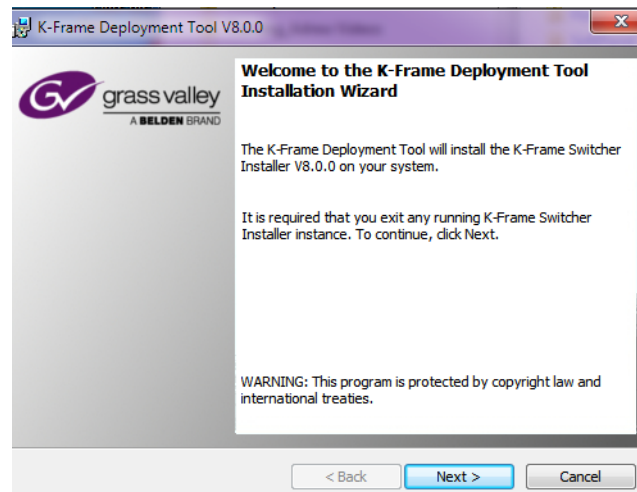 K-Frame Deployment Tool V8.0.0
X
GV
grass valley
A BELDEN BRAND
Welcome to the K-Frame Deployment Tool
Installation Wizard
The K-Frame Deployment Tool will install the K-Frame Switcher
Installer V8.0.0 on your system.
It is required that you exit any running K-Frame Switcher
Installer instance. To continue, click Next.
WARNING: This program is protected by copyright law and
international treaties.
< Back
Next >
Cancel